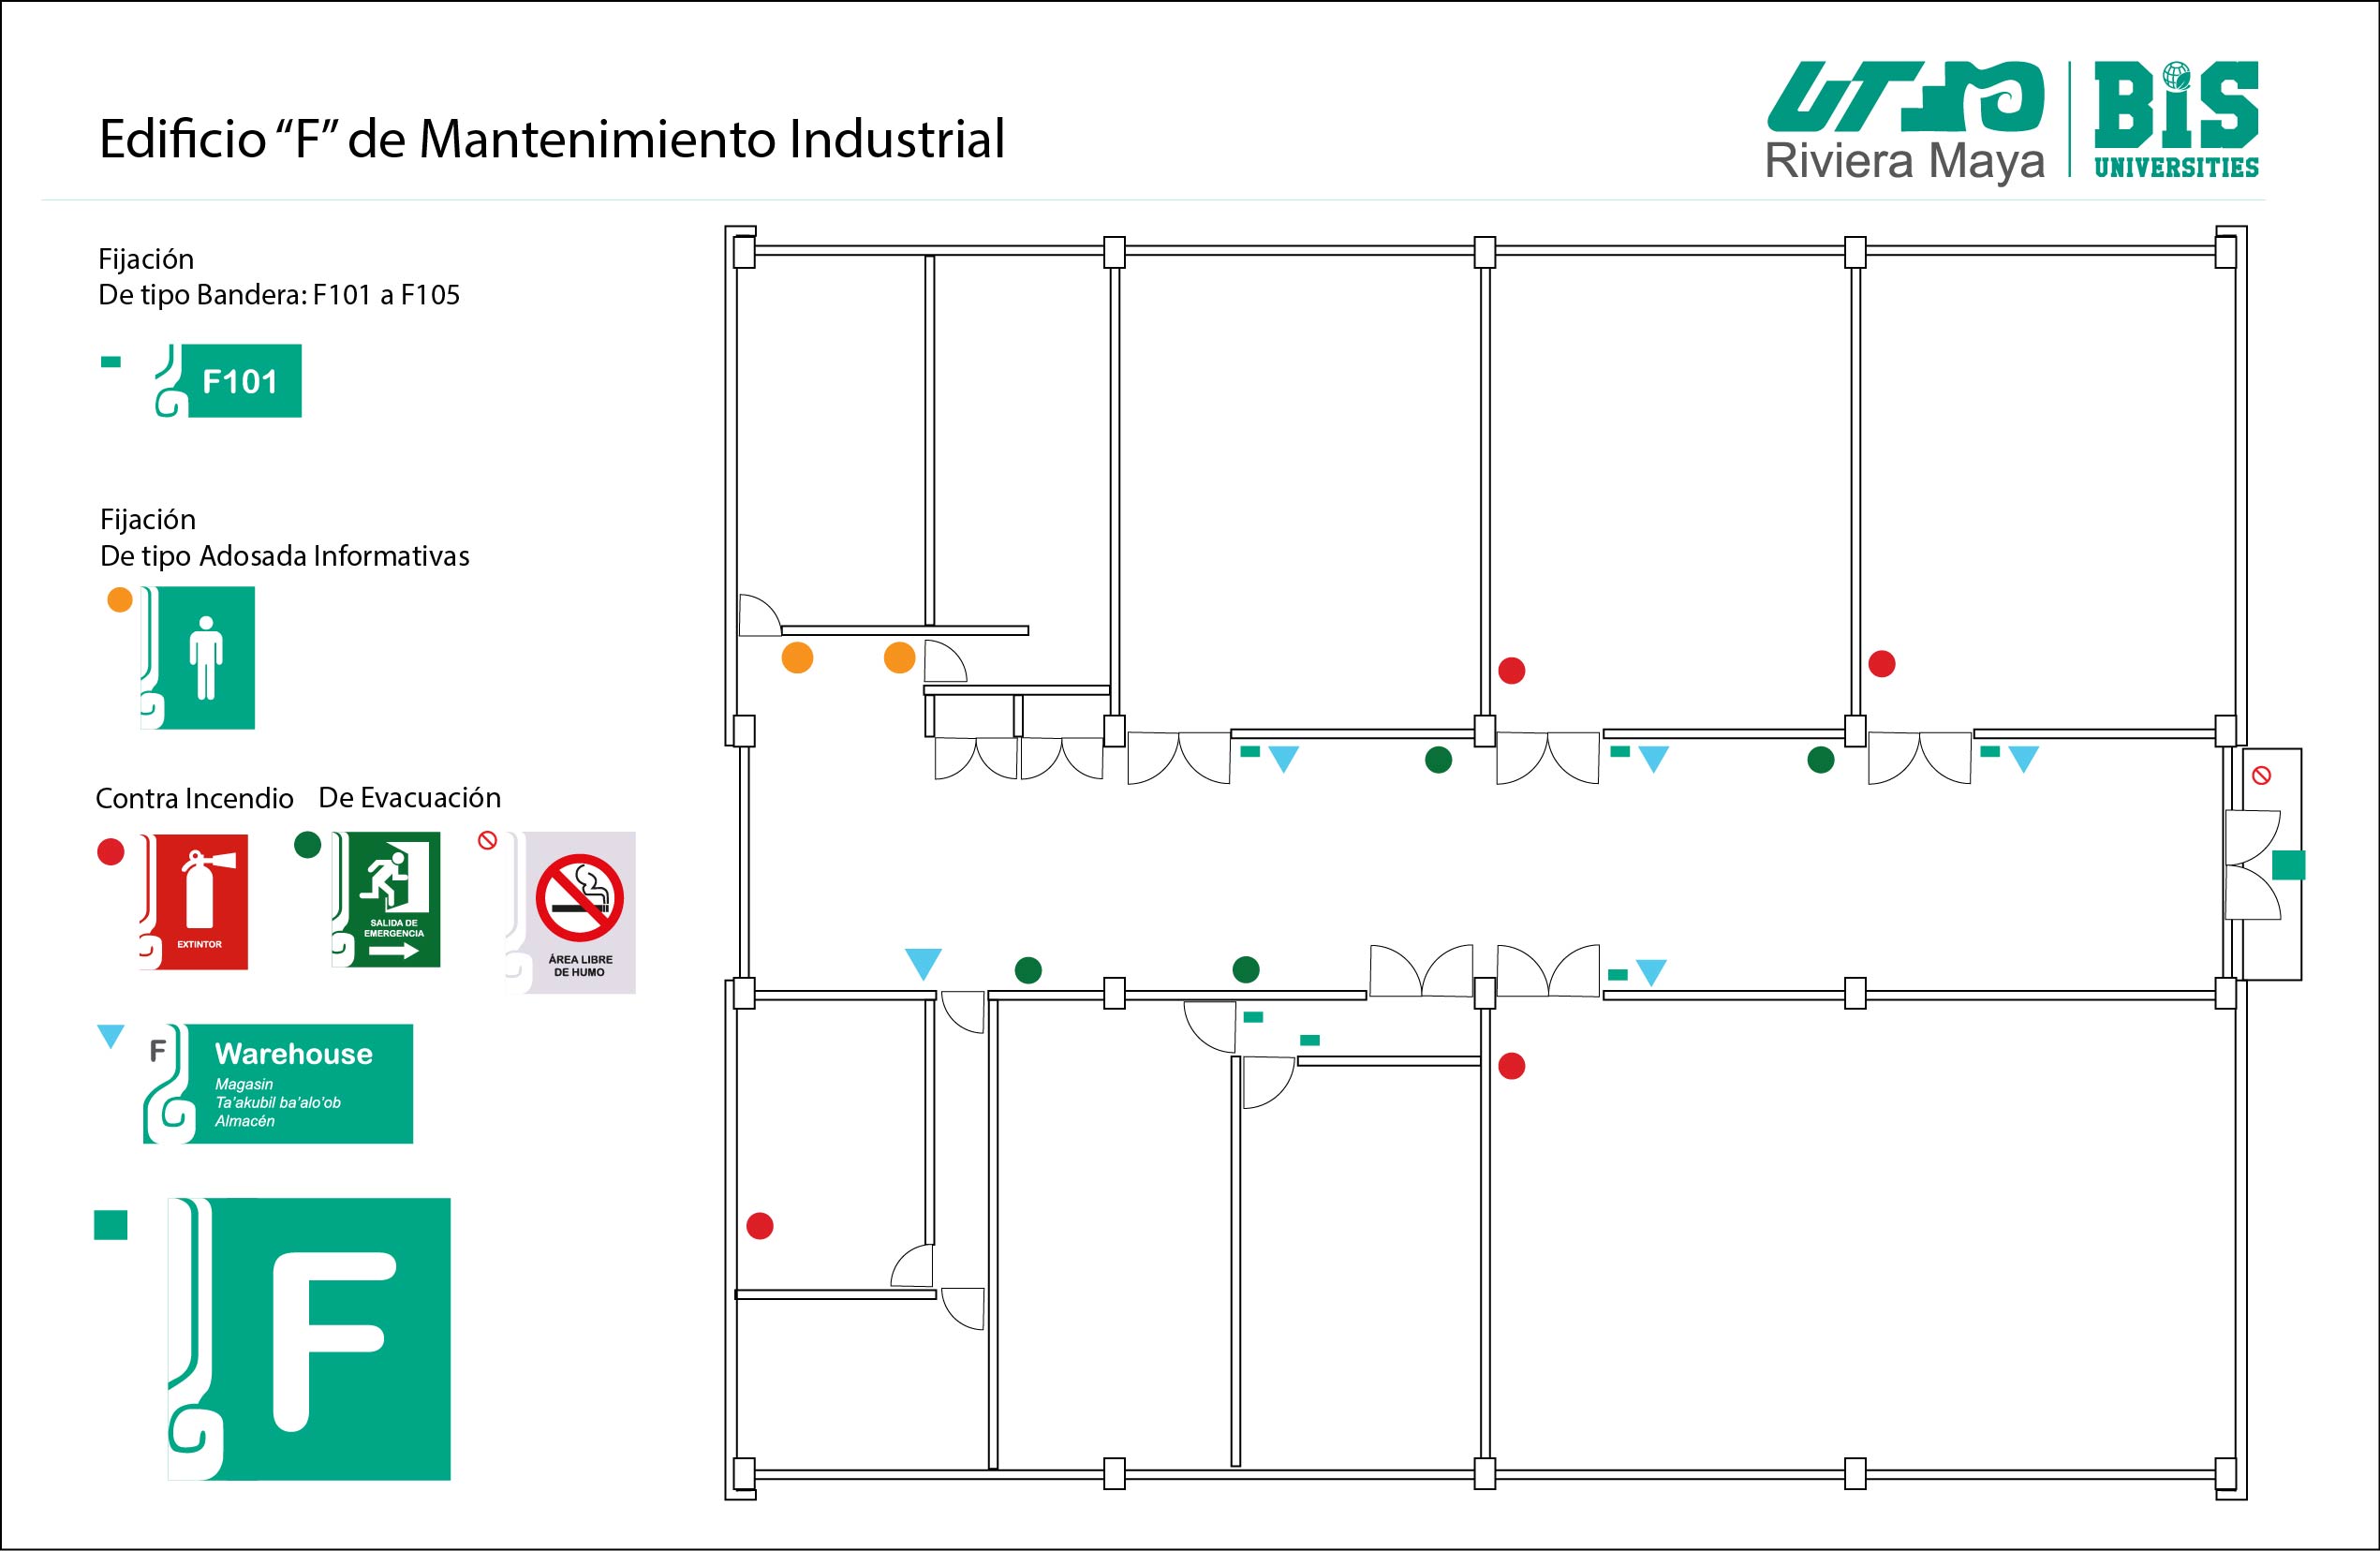 Edificio “F” de Mantenimiento Industrial
UT
Riviera Maya
BIS
UNIVERSITIES
Fijación
De tipo Bandera: F101 a F105
F101
Fijación
De tipo Adosada Informativas
Contra Incendio
De Evacuación
EXTINTOR
SALIDA DE
EMERGENCIA
ÁREA LIBRE
DE HUMO
F
Warehouse
Magasin
Ta’akubil ba’alo’ob
Almacén
F